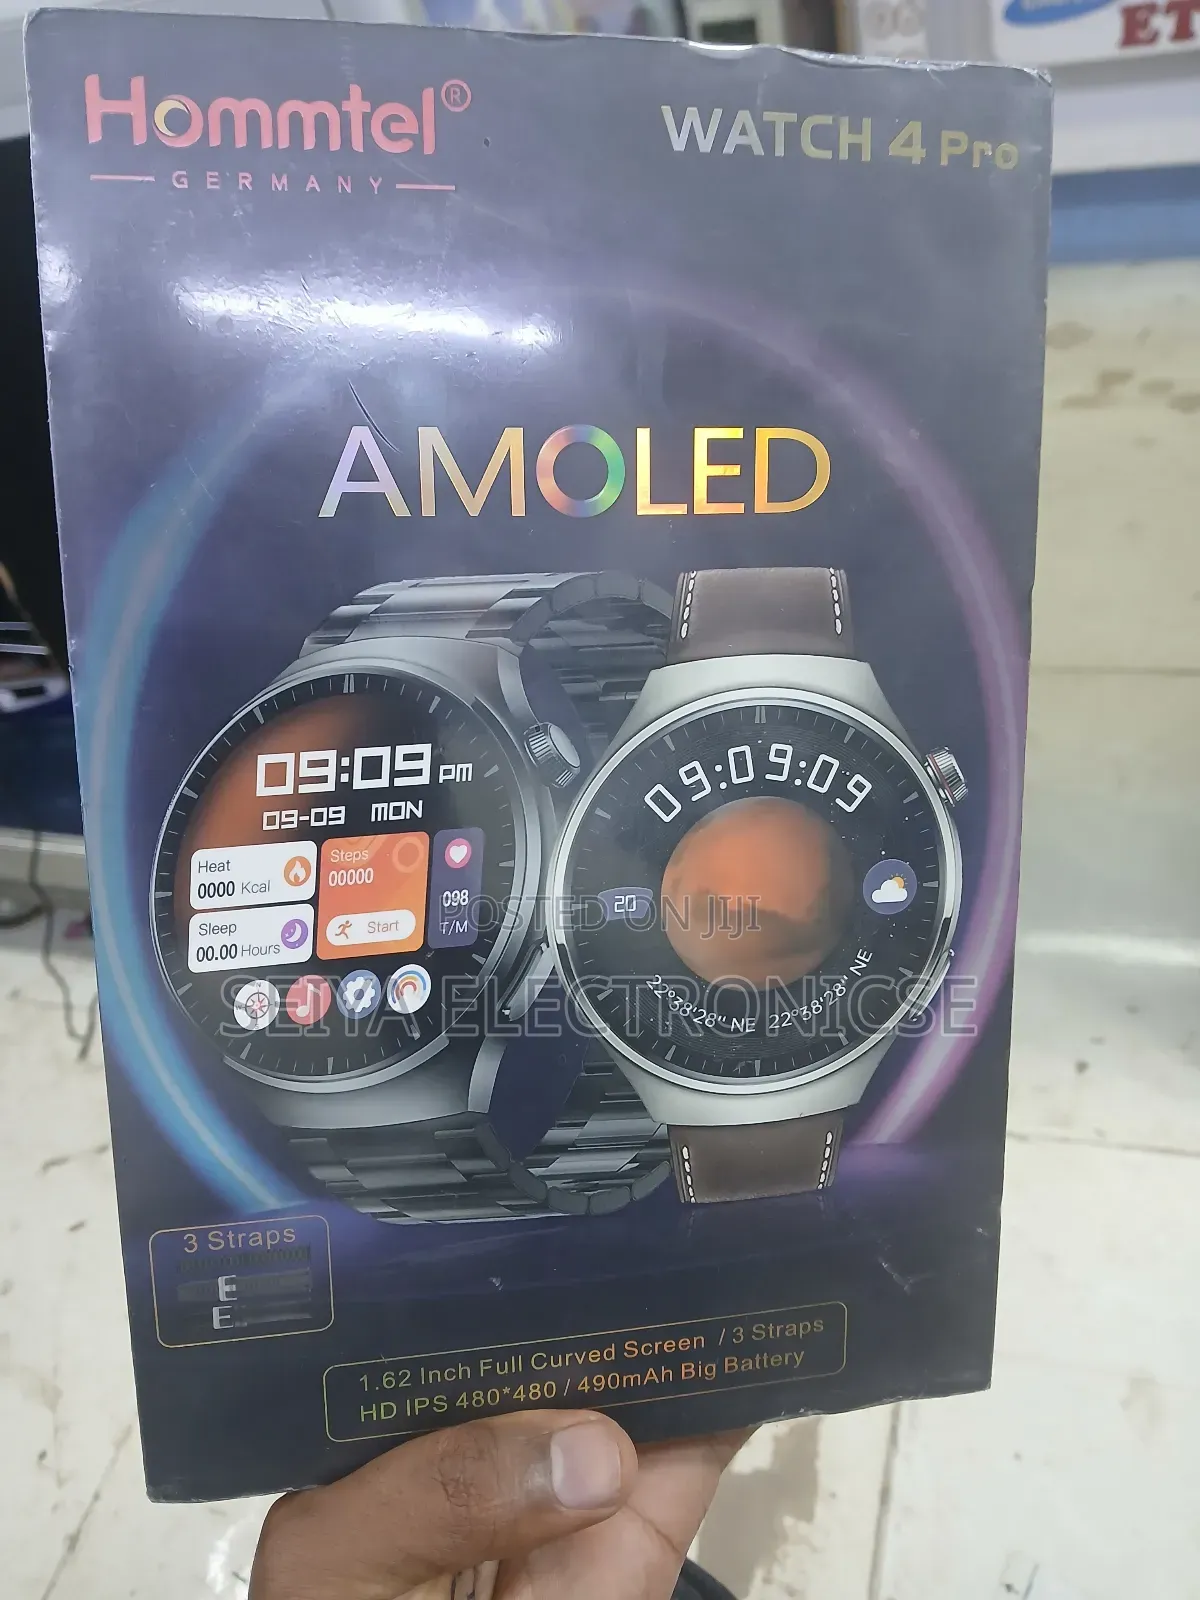 ET
Hommtel®
GERMANY
WATCH 4 Pro
AMOLED
09:09 PM
09-09 MON
Heat
0000 Kcal
Steps
00000
Start
Sleep
00.00 Hours
098
T/M
09:09:09
20
22°38'28" NE 22°38'28" NE
POSTED ON JIJI
SEIYA ELECTRONICSE
3 Straps
1.62 Inch Full Curved Screen / 3 Straps
HD IPS 480*480 / 490mAh Big Battery